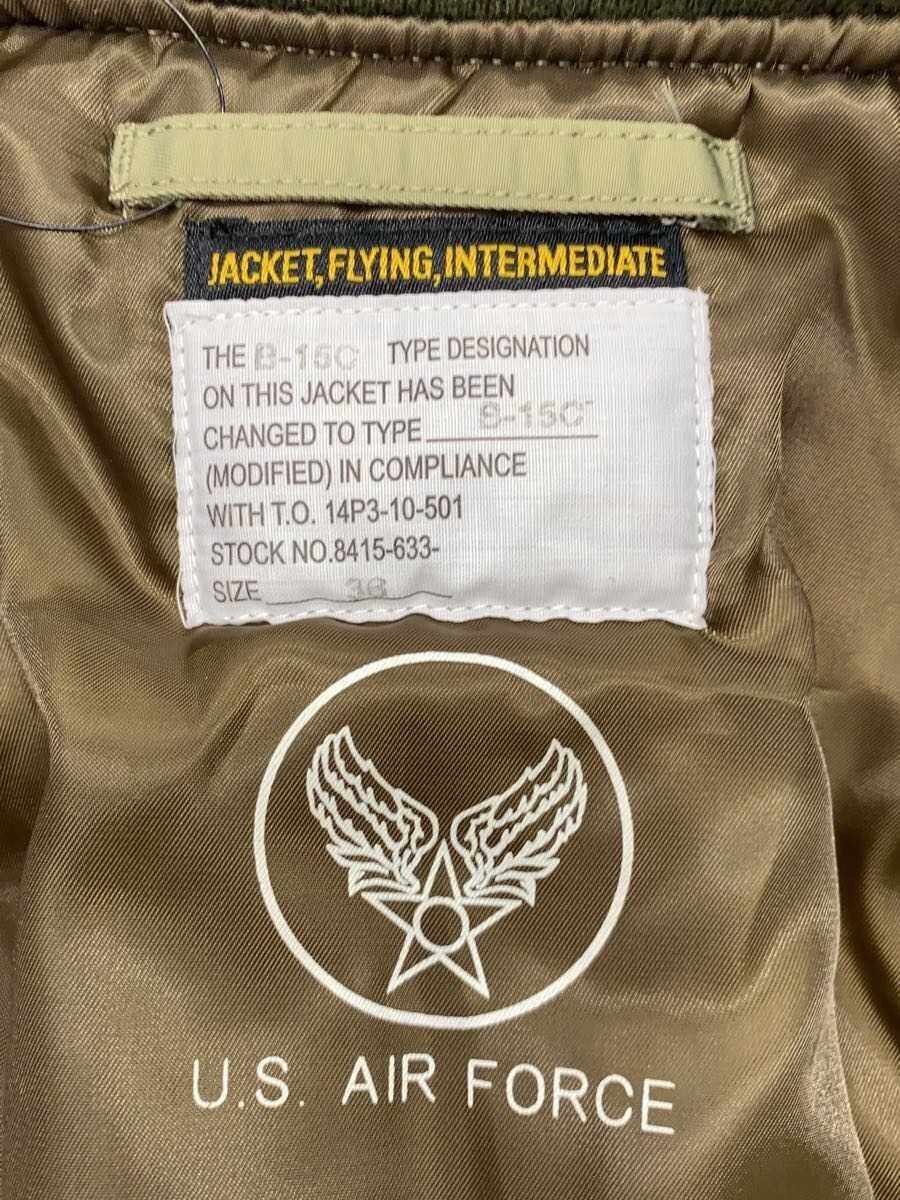 JACKET, FLYING, INTERMEDIATE
THE B-15C TYPE DESIGNATION
ON THIS JACKET HAS BEEN
CHANGED TO TYPE B-15C-
(MODIFIED) IN COMPLIANCE
WITH T.O. 14P3-10-501
STOCK NO.8415-633-
SIZE 36
U.S. AIR FORCE